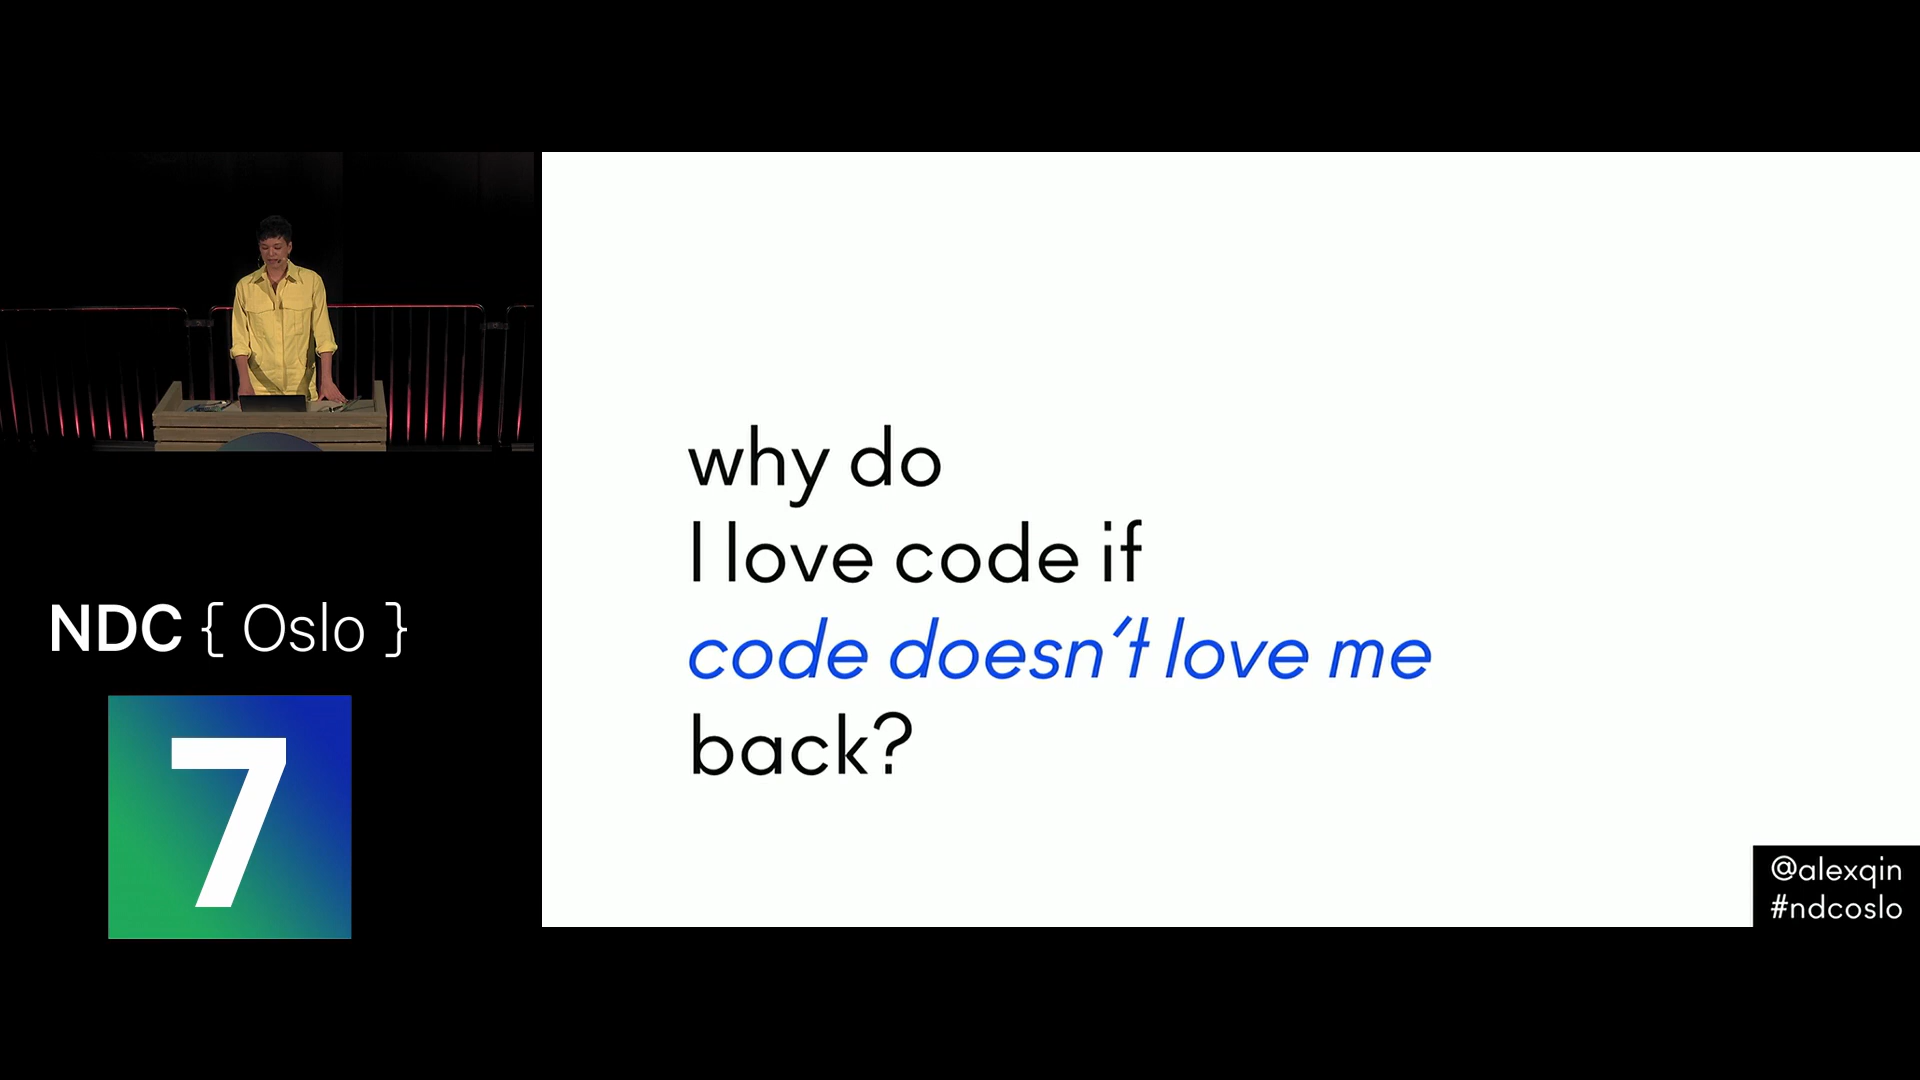 NDC { Oslo }
7
why do
I love code if
code doesn't love me
back?
@alexqin
#ndcoslo